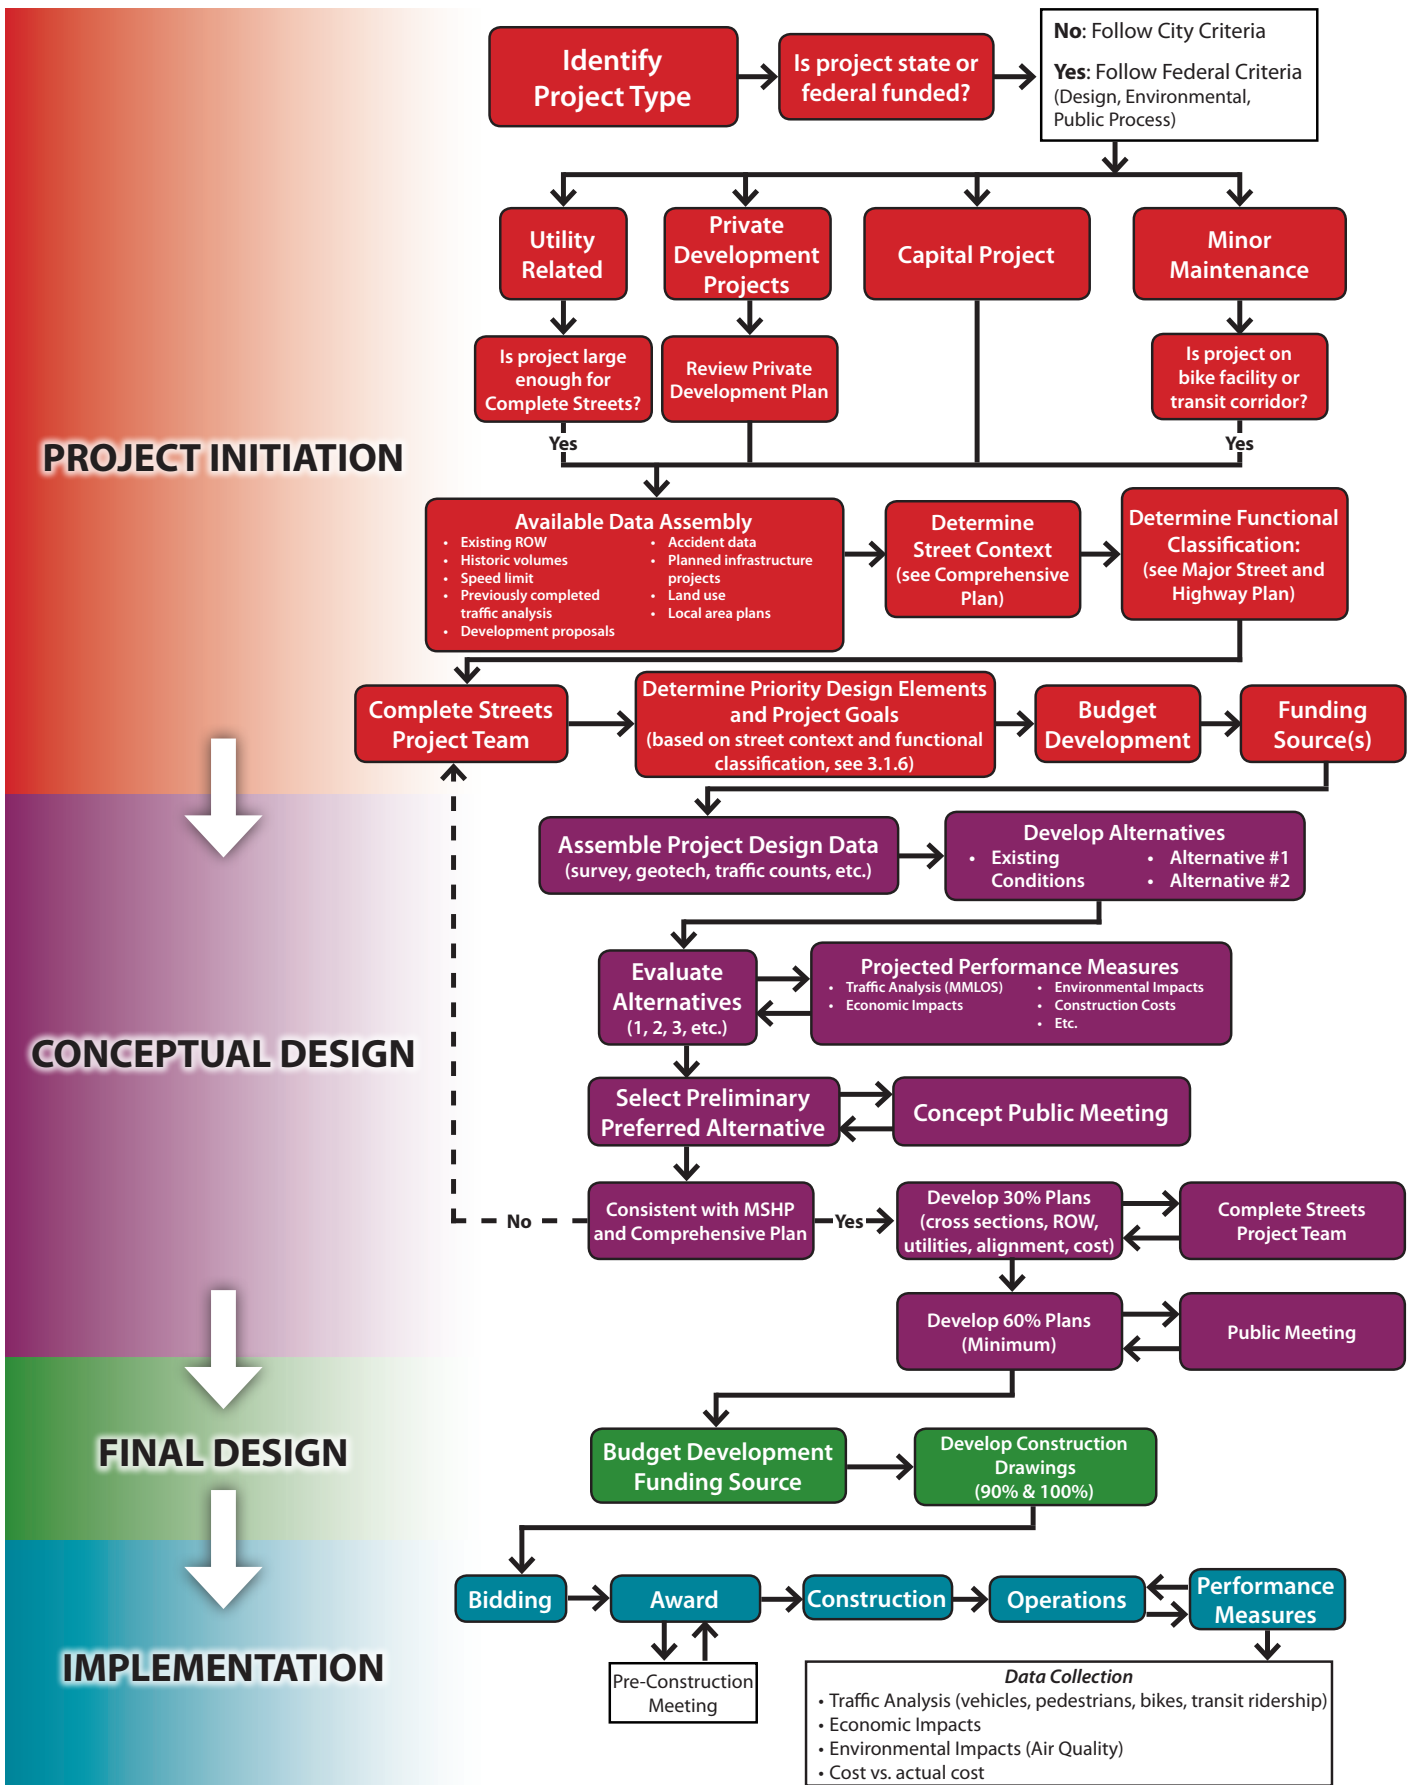 Identify
Project Type
Is project state or
federal funded?
No: Follow City Criteria
Yes: Follow Federal Criteria
(Design, Environmental,
Public Process)
Utility
Related
Private
Development
Projects
Capital Project
Minor
Maintenance
Is project large
enough for
Complete Streets?
Review Private
Development Plan
Is project on
bike facility or
transit corridor?
Yes
Yes
PROJECT INITIATION
Available Data Assembly
• Existing ROW
• Historic volumes
• Speed limit
• Previously completed
traffic analysis
• Development proposals
• Accident data
• Planned infrastructure
projects
• Land use
• Local area plans
Determine
Street Context
(see Comprehensive
Plan)
Determine Functional
Classification:
(see Major Street and
Highway Plan)
Complete Streets
Project Team
Determine Priority Design Elements
and Project Goals
(based on street context and functional
classification, see 3.1.6)
Budget
Development
Funding
Source(s)
Assemble Project Design Data
(survey, geotech, traffic counts, etc.)
Develop Alternatives
• Existing
Conditions
• Alternative #1
• Alternative #2
Evaluate
Alternatives
(1, 2, 3, etc.)
Projected Performance Measures
• Traffic Analysis (MMLOS)
• Economic Impacts
• Environmental Impacts
• Construction Costs
• Etc.
CONCEPTUAL DESIGN
Select Preliminary
Preferred Alternative
Concept Public Meeting
No
Consistent with MSHP
and Comprehensive Plan
Yes
Develop 30% Plans
(cross sections, ROW,
utilities, alignment, cost)
Complete Streets
Project Team
Develop 60% Plans
(Minimum)
Public Meeting
FINAL DESIGN
Budget Development
Funding Source
Develop Construction
Drawings
(90% & 100%)
IMPLEMENTATION
Bidding
Award
Construction
Operations
Performance
Measures
Pre-Construction
Meeting
Data Collection
• Traffic Analysis (vehicles, pedestrians, bikes, transit ridership)
• Economic Impacts
• Environmental Impacts (Air Quality)
• Cost vs. actual cost